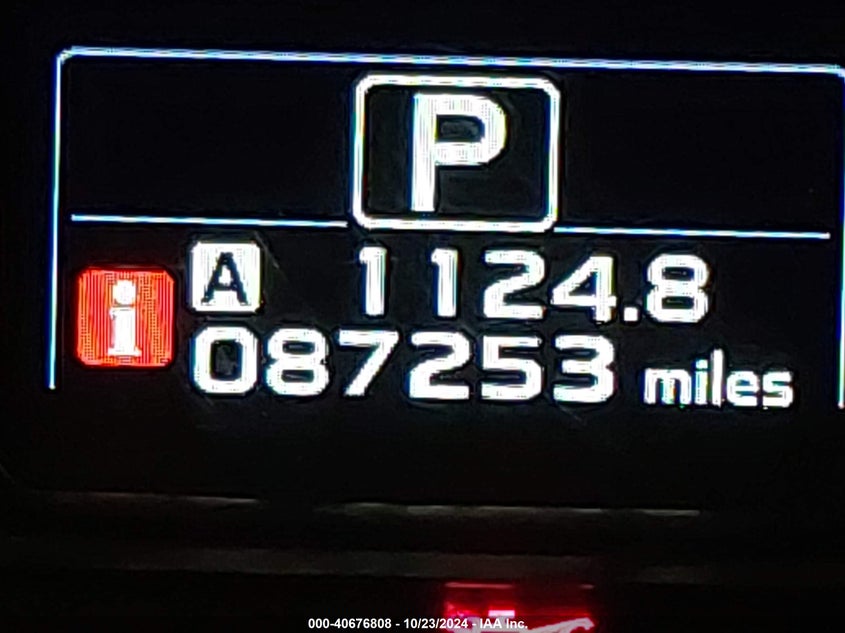 P
A 1124.8
i
087253 miles
000-40676808 - 10/23/2024 - IAA Inc.